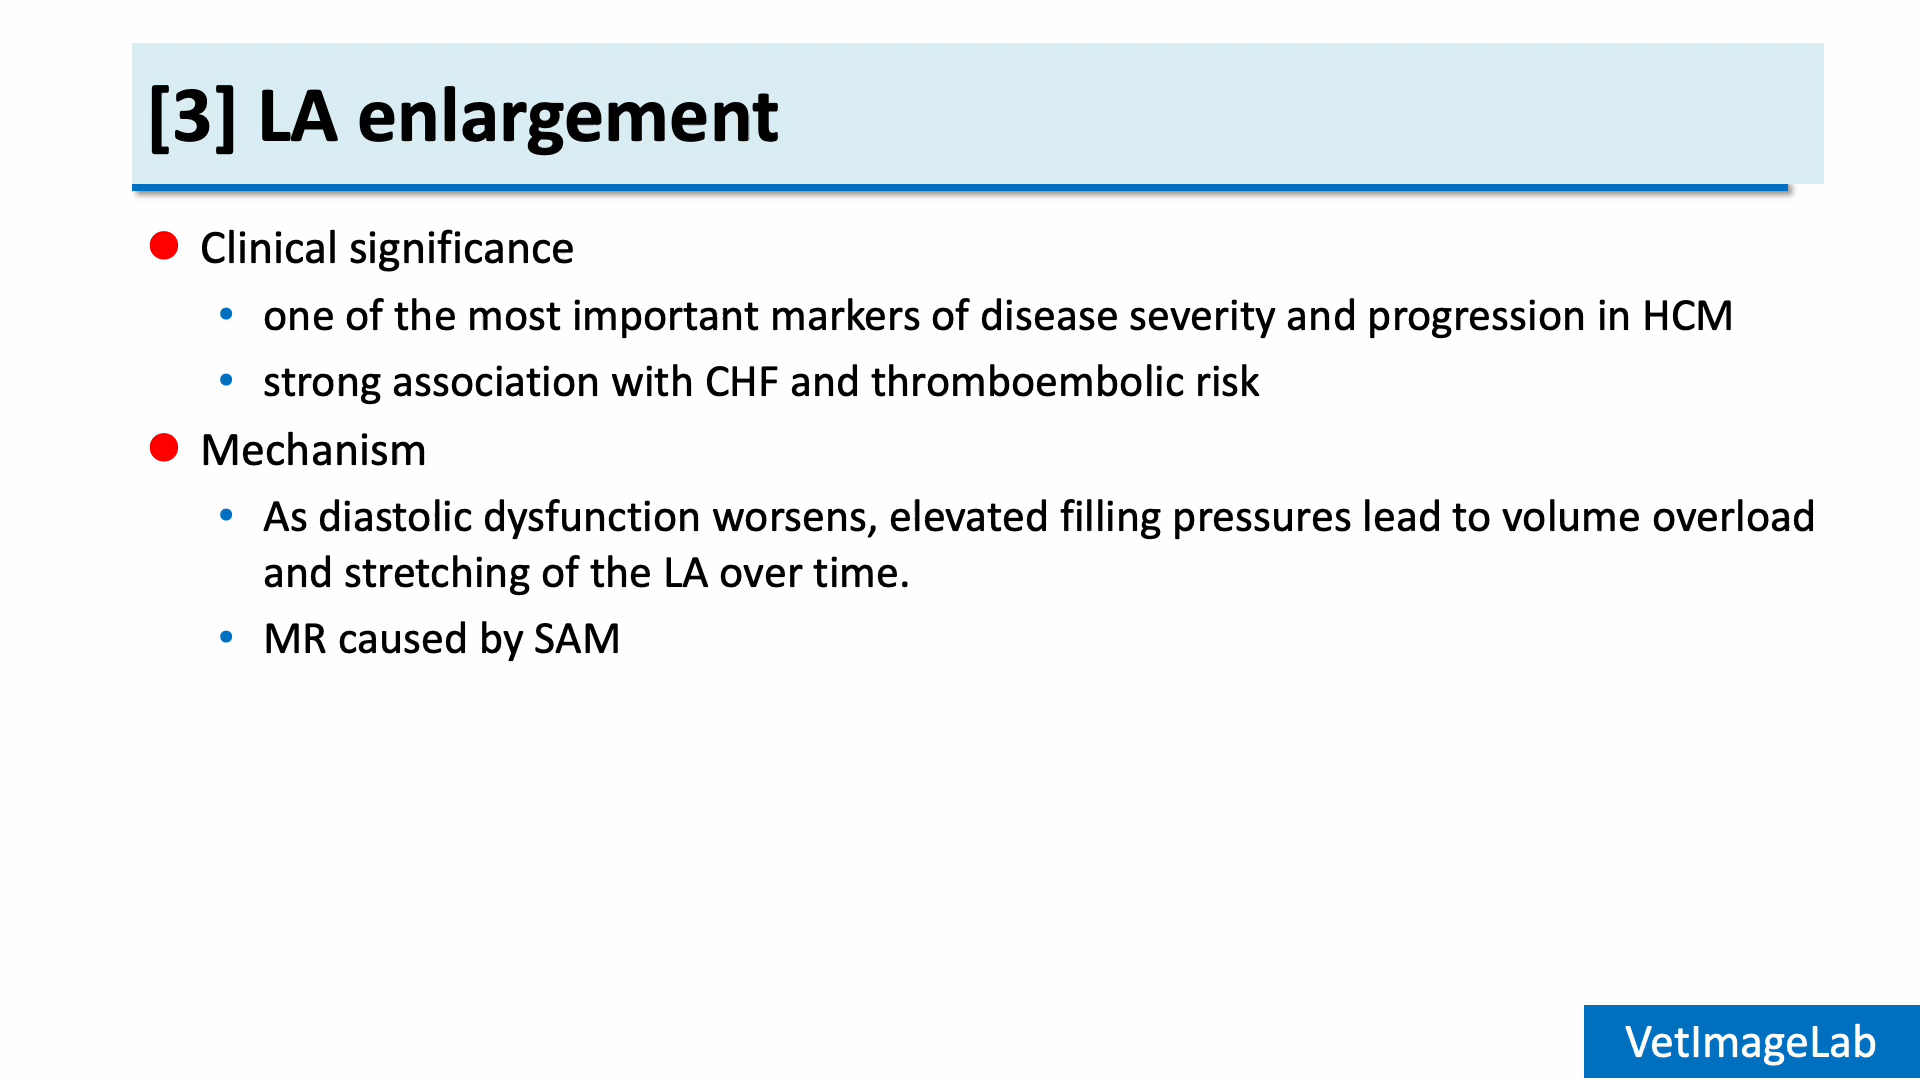 [3] LA enlargement
Clinical significance
• one of the most important markers of disease severity and progression in HCM
• strong association with CHF and thromboembolic risk
Mechanism
• As diastolic dysfunction worsens, elevated filling pressures lead to volume overload
and stretching of the LA over time.
• MR caused by SAM
VetImageLab